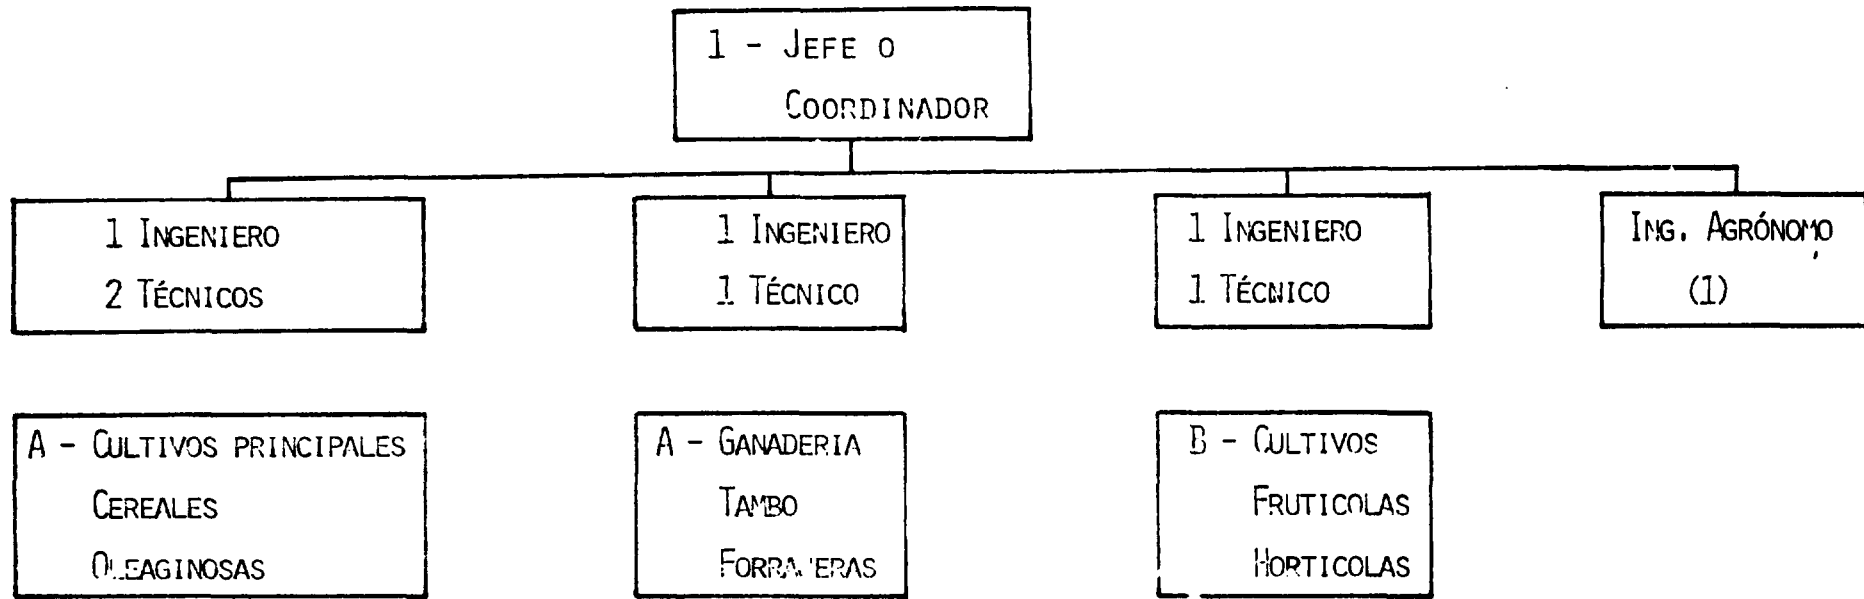 1 - JEFE O
COORDINADOR
1 INGENIERO
2 TÉCNICOS
1 INGENIERO
1 TÉCNICO
1 INGENIERO
1 TÉCNICO
ING. AGRÓNOMO
(1)
A - CULTIVOS PRINCIPALES
CEREALES
OLEAGINOSAS
A - GANADERIA
TAMBO
FORRAJERAS
B - CULTIVOS
FRUTICOLAS
HORTICOLAS